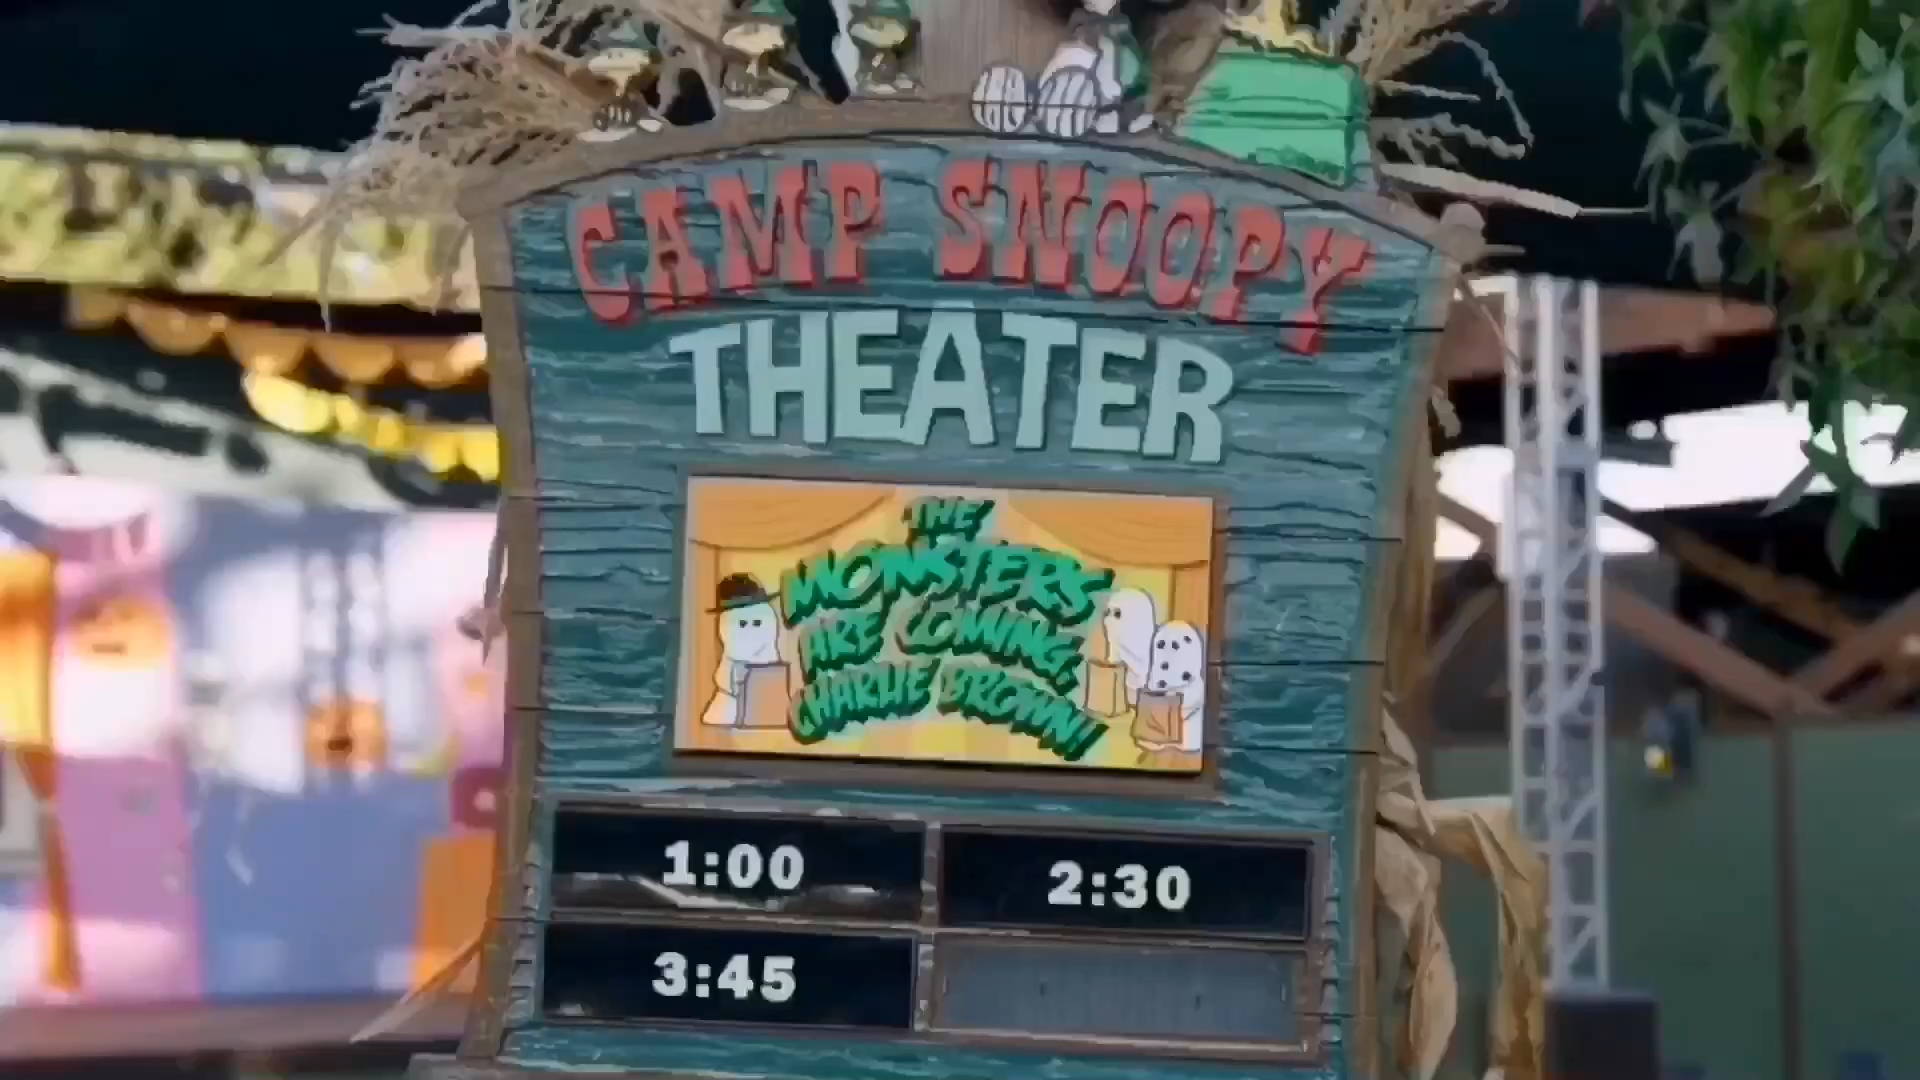 CAMP SNOOPY
THEATER
THE
MONSTERS
ARE COMING,
CHARLIE BROWN!
1:00
2:30
3:45